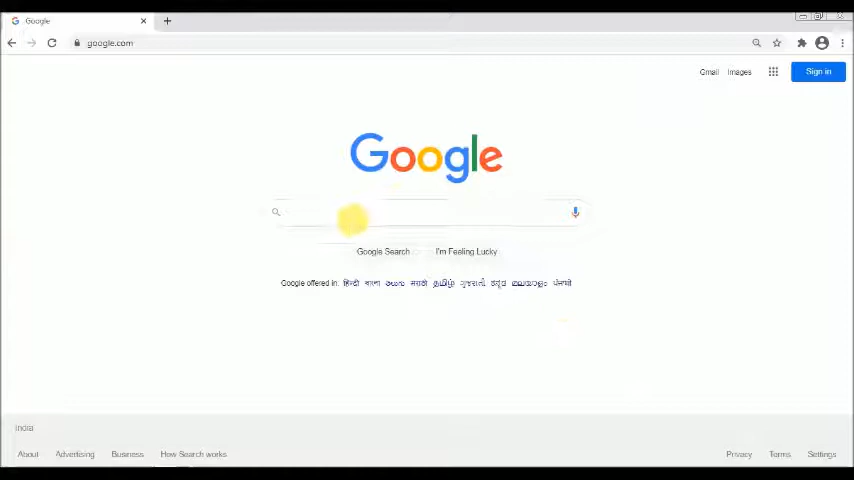 Google
google.com
Gmail Images Sign in
Google
Google Search I'm Feeling Lucky
Google offered in: हिन्दी বাংলা తెలుగు मराठी தமிழ் ગુજરાતી ಕನ್ನಡ മലയാളം ਪੰਜਾਬੀ
India
About Advertising Business How Search works Privacy Terms Settings